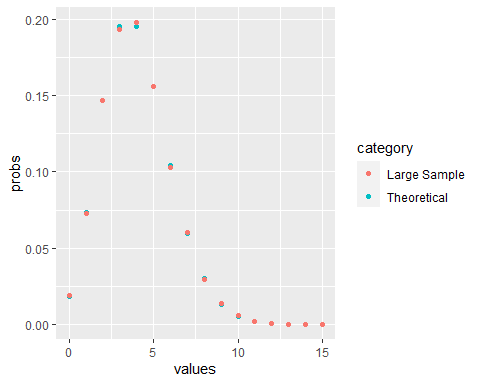 0.20
0.15
0.10
0.05
0.00
probs
0
5
10
15
values
category
Large Sample
Theoretical